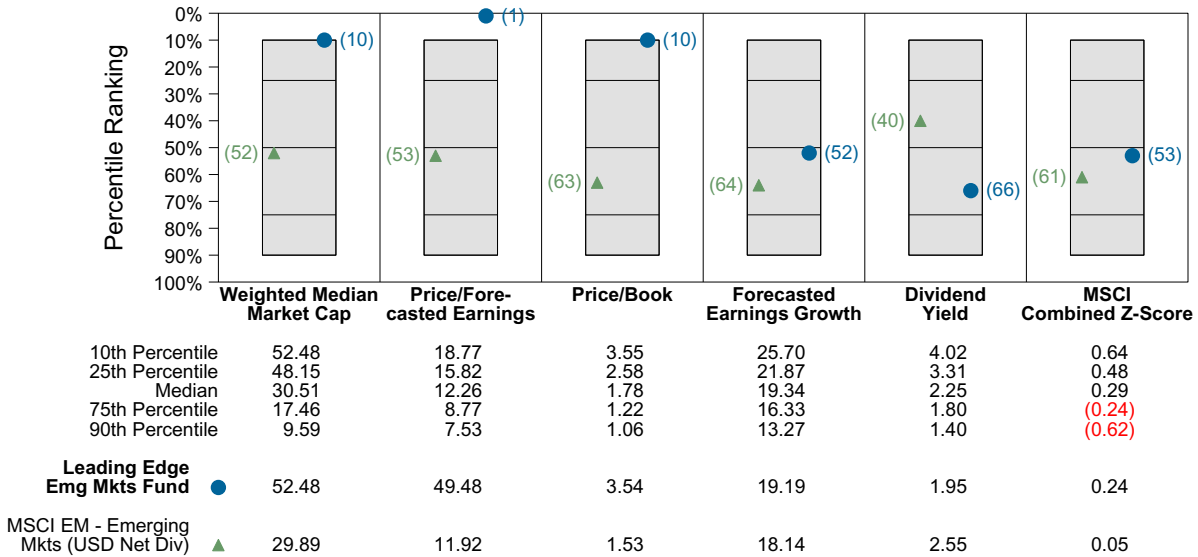 Percentile Ranking
0%
10%
20%
30%
40%
50%
60%
70%
80%
90%
100%
(10)
(52)
(1)
(53)
(10)
(63)
(52)
(64)
(40)
(66)
(53)
(61)
Weighted Median
Market Cap
Price/Fore-
casted Earnings
Price/Book
Forecasted
Earnings Growth
Dividend
Yield
MSCI
Combined Z-Score
10th Percentile 52.48 18.77 3.55 25.70 4.02 0.64
25th Percentile 48.15 15.82 2.58 21.87 3.31 0.48
Median 30.51 12.26 1.78 19.34 2.25 0.29
75th Percentile 17.46 8.77 1.22 16.33 1.80 (0.24)
90th Percentile 9.59 7.53 1.06 13.27 1.40 (0.62)
Leading Edge
Emg Mkts Fund 52.48 49.48 3.54 19.19 1.95 0.24
MSCI EM - Emerging
Mkts (USD Net Div) 29.89 11.92 1.53 18.14 2.55 0.05